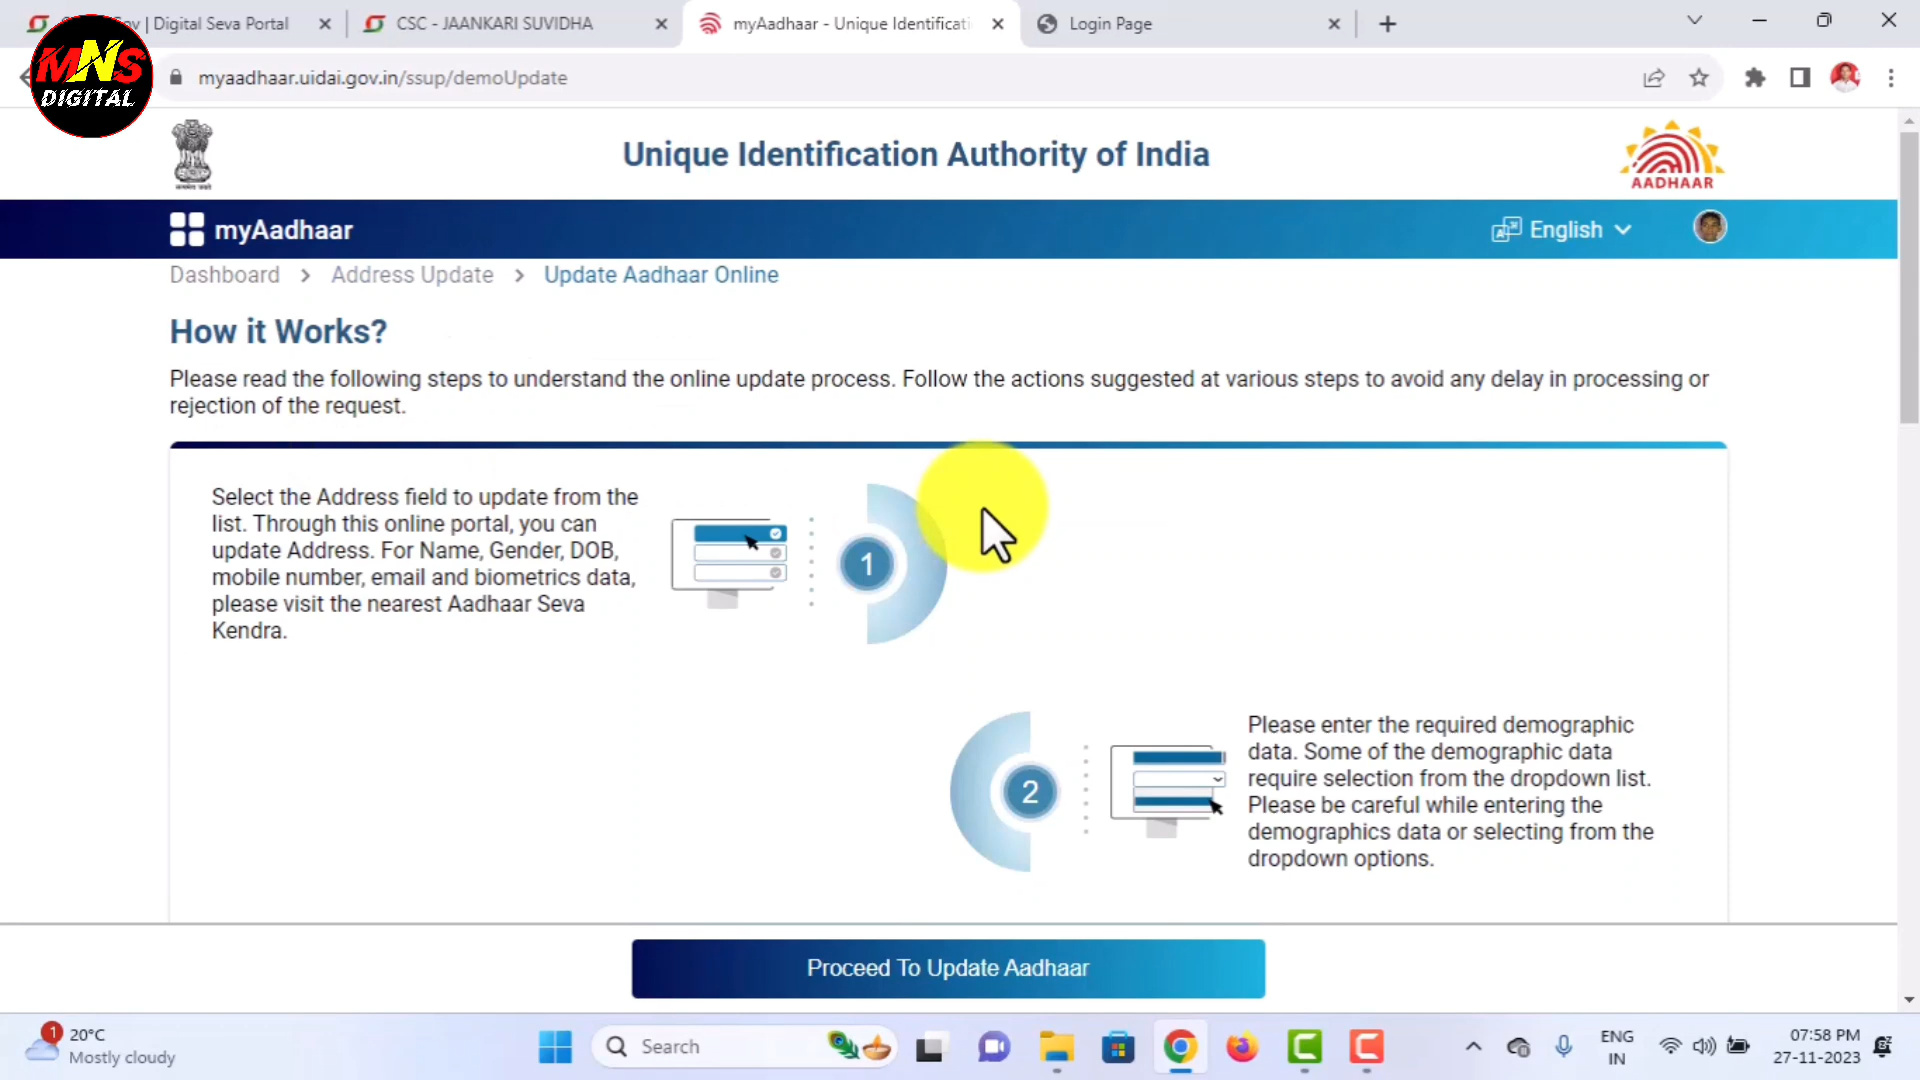 Gov | Digital Seva Portal
CSC - JAANKARI SUVIDHA
myAadhaar - Unique Identificati
Login Page
MNS
DIGITAL
myaadhaar.uidai.gov.in/ssup/demoUpdate
Unique Identification Authority of India
AADHAAR
myAadhaar
English
Dashboard > Address Update > Update Aadhaar Online
How it Works?
Please read the following steps to understand the online update process. Follow the actions suggested at various steps to avoid any delay in processing or
rejection of the request.
Select the Address field to update from the
list. Through this online portal, you can
update Address. For Name, Gender, DOB,
mobile number, email and biometrics data,
please visit the nearest Aadhaar Seva
Kendra.
1
2
Please enter the required demographic
data. Some of the demographic data
require selection from the dropdown list.
Please be careful while entering the
demographics data or selecting from the
dropdown options.
Proceed To Update Aadhaar
1
20°C
Mostly cloudy
Search
ENG
IN
07:58 PM
27-11-2023